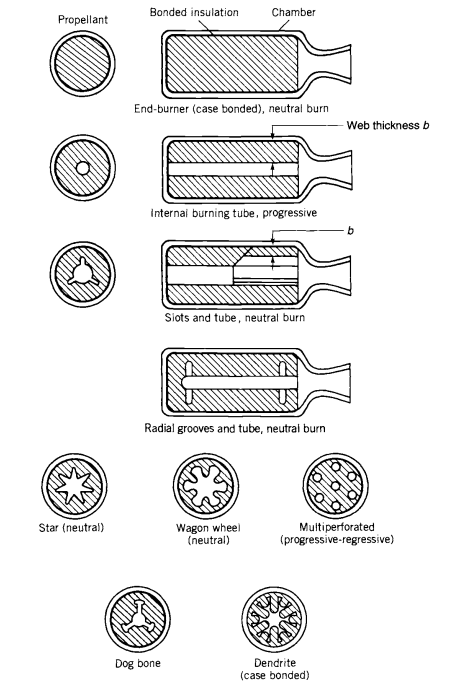 Propellant
Bonded insulation
Chamber
End-burner (case bonded), neutral burn
Web thickness b
Internal burning tube, progressive
b
Slots and tube, neutral burn
Radial grooves and tube, neutral burn
Star (neutral)
Wagon wheel
(neutral)
Multiperforated
(progressive-regressive)
Dog bone
Dendrite
(case bonded)